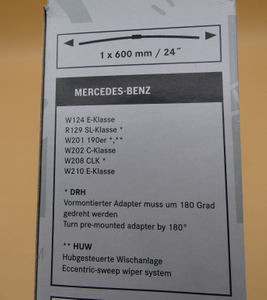 1 x 600 mm / 24″
MERCEDES-BENZ
W124 E-Klasse
R129 SL-Klasse *
W201 190er *,**
W202 C-Klasse
W208 CLK *
W210 E-Klasse
* DRH
Vormontierter Adapter muss um 180 Grad
gedreht werden
Turn pre-mounted adapter by 180°
** HUW
Hubgesteuerte Wischanlage
Eccentric-sweep wiper system